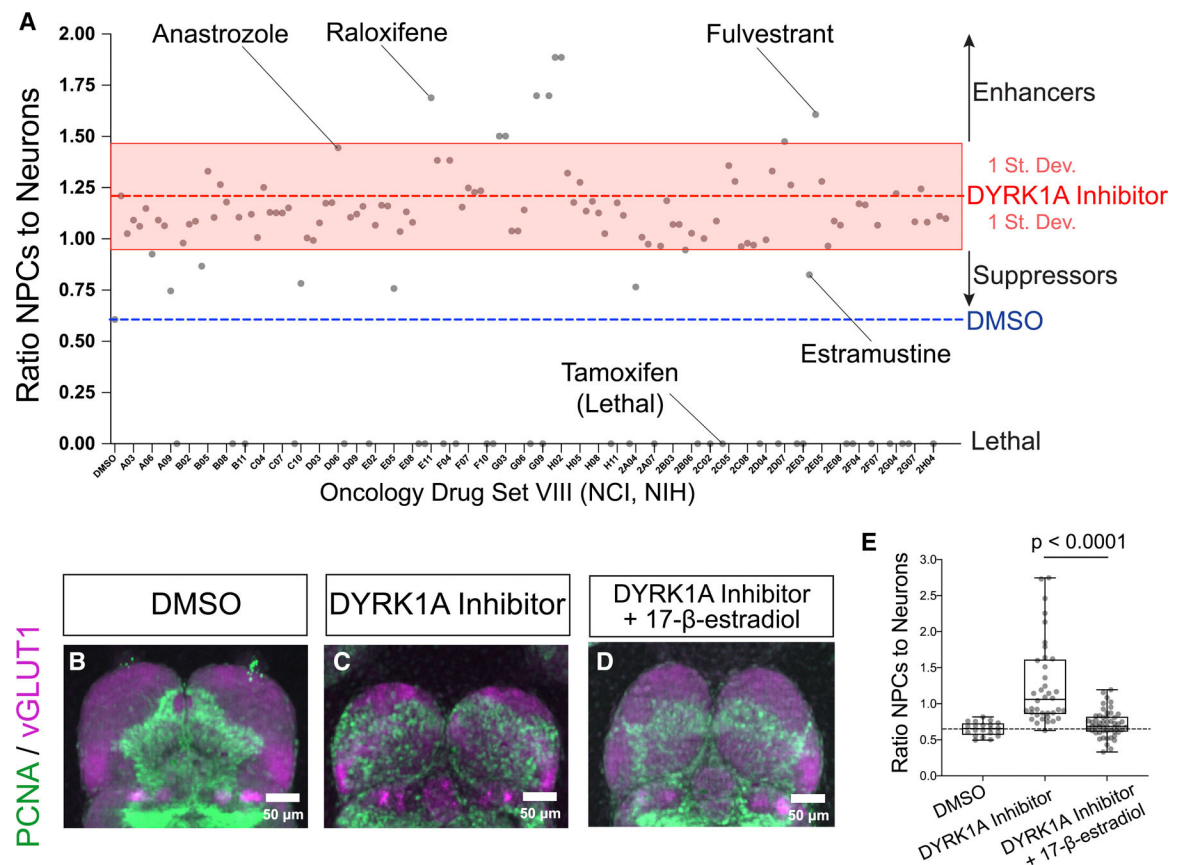 A
Anastrozole
Raloxifene
Fulvestrant
Ratio NPCs to Neurons
2.00
1.75
1.50
1.25
1.00
0.75
0.50
0.25
0.00
Enhancers
1 St. Dev.
DYRK1A Inhibitor
1 St. Dev.
Suppressors
DMSO
Estramustine
Tamoxifen
(Lethal)
Lethal
DMSO A03 A06 A09 B02 B05 B08 B11 C04 C07 C10 D03 D06 D09 E02 E05 E08 E11 F04 F07 F10 G03 G06 G09 H02 H05 H08 H11 2A04 2A07 2B03 2B06 2C02 2C05 2C08 2D04 2D07 2E03 2E05 2E08 2F04 2F07 2G04 2G07 2H04
Oncology Drug Set VIII (NCI, NIH)
PCNA / vGLUT1
DMSO
DYRK1A Inhibitor
DYRK1A Inhibitor
+ 17-β-estradiol
B
50 µm
C
50 µm
D
50 µm
E
p < 0.0001
Ratio NPCs to Neurons
3.0
2.5
2.0
1.5
1.0
0.5
0.0
DMSO
DYRK1A Inhibitor
DYRK1A Inhibitor
+ 17-β-estradiol